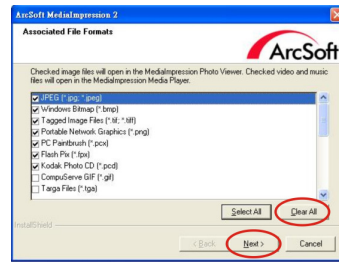 ArcSoft MediaImpression 2
Associated File Formats
ArcSoft
Checked image files will open in the MediaImpression Photo Viewer. Checked video and music
files will open in the MediaImpression Media Player.
JPEG (*.jpg; *.jpeg)
Windows Bitmap (*.bmp)
Tagged Image Files (*.tif; *.tiff)
Portable Network Graphics (*.png)
PC Paintbrush (*.pcx)
Flash Pix (*.fpx)
Kodak Photo CD (*.pcd)
CompuServe GIF (*.gif)
Targa Files (*.tga)
Select All
Clear All
InstallShield
< Back
Next >
Cancel